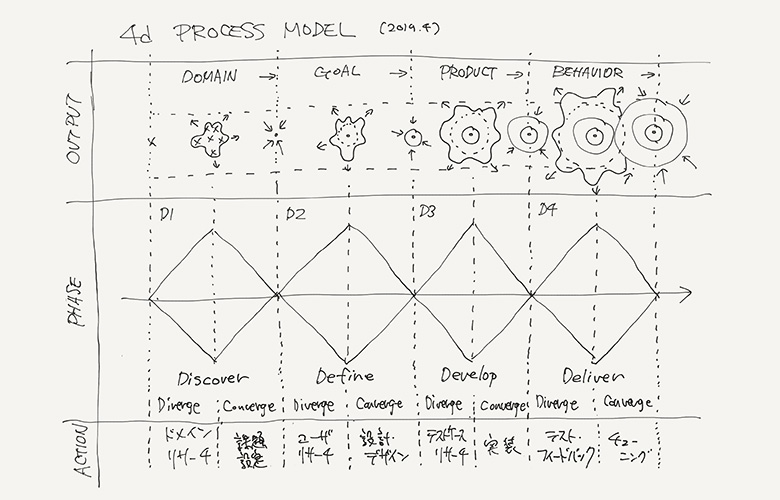 4d PROCESS MODEL (2019.4)
OUTPUT
DOMAIN → GOAL → PRODUCT → BEHAVIOR →
PHASE
D1 D2 D3 D4
Discover Define Develop Deliver
Diverge Converge Diverge Converge Diverge Converge Diverge Converge
ACTION
ドメイン 課題 ユーザ 設計・ テストケース 実装 テスト・ チュー
リサーチ 設定 リサーチ デザイン リサーチ フィードバック ニング